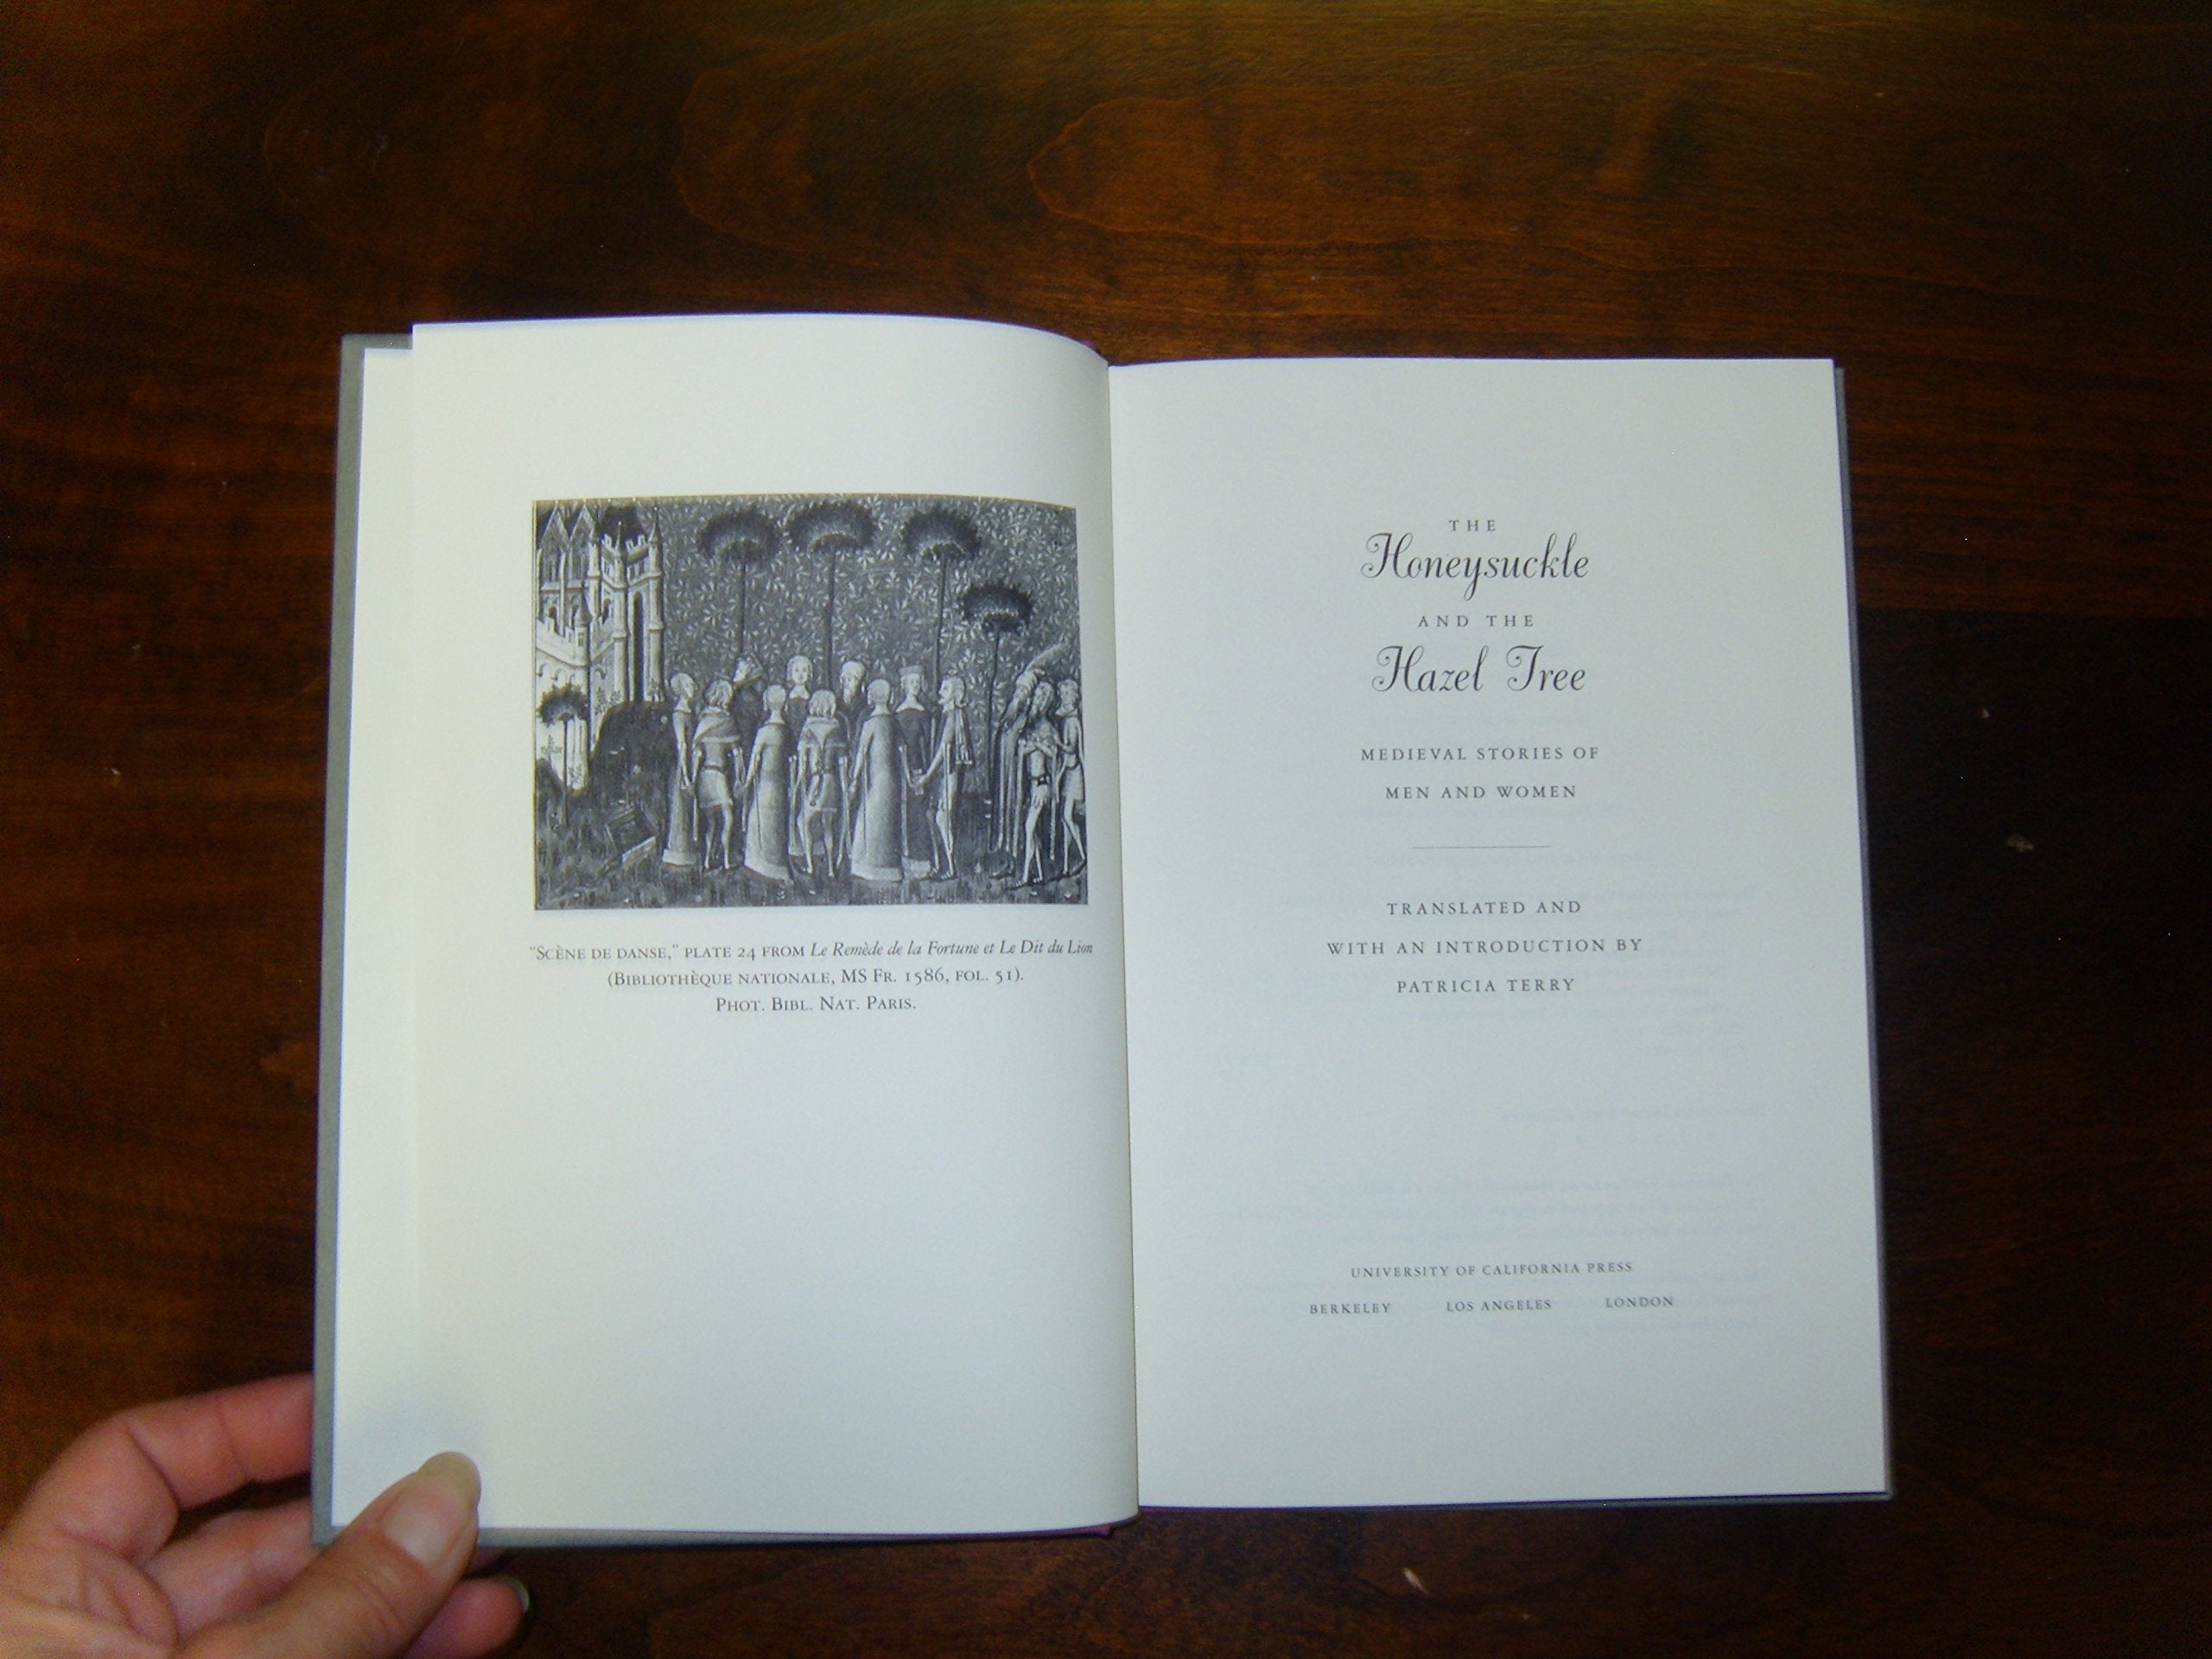 "Scène de danse," plate 24 from Le Remède de la Fortune et Le Dit du Lion
(Bibliothèque nationale, MS Fr. 1586, fol. 51).
Phot. Bibl. Nat. Paris.
THE
Honeysuckle
AND THE
Hazel Tree
MEDIEVAL STORIES OF
MEN AND WOMEN
TRANSLATED AND
WITH AN INTRODUCTION BY
PATRICIA TERRY
UNIVERSITY OF CALIFORNIA PRESS
BERKELEY LOS ANGELES LONDON